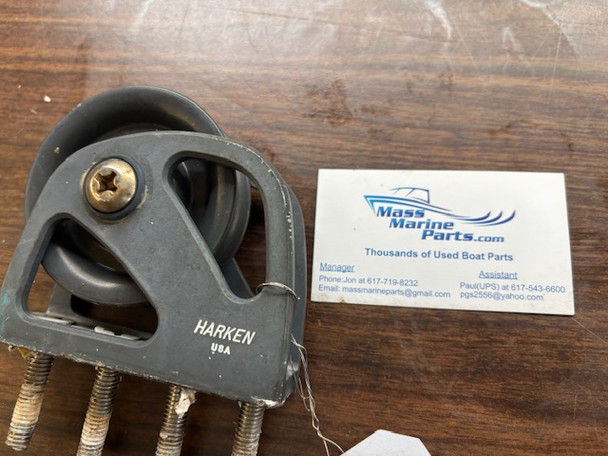 HARKEN
USA
Mass
Marine
Parts.com
Thousands of Used Boat Parts
Manager
Phone:Jon at 617-719-8232
Email: massmarineparts@gmail.com
Assistant
Paul(UPS) at 617-543-6600
pgs2556@yahoo.com